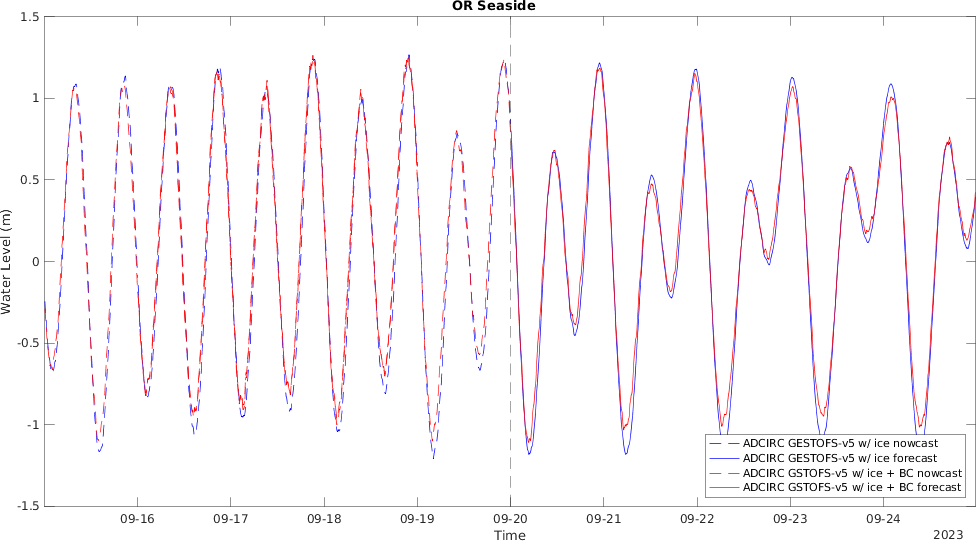 OR Seaside
1.5
1
0.5
0
-0.5
-1
-1.5
Water Level (m)
09-16 09-17 09-18 09-19 09-20 09-21 09-22 09-23 09-24
Time
2023
ADCIRC GESTOFS-v5 w/ ice nowcast
ADCIRC GESTOFS-v5 w/ ice forecast
ADCIRC GSTOFS-v5 w/ ice + BC nowcast
ADCIRC GSTOFS-v5 w/ ice + BC forecast